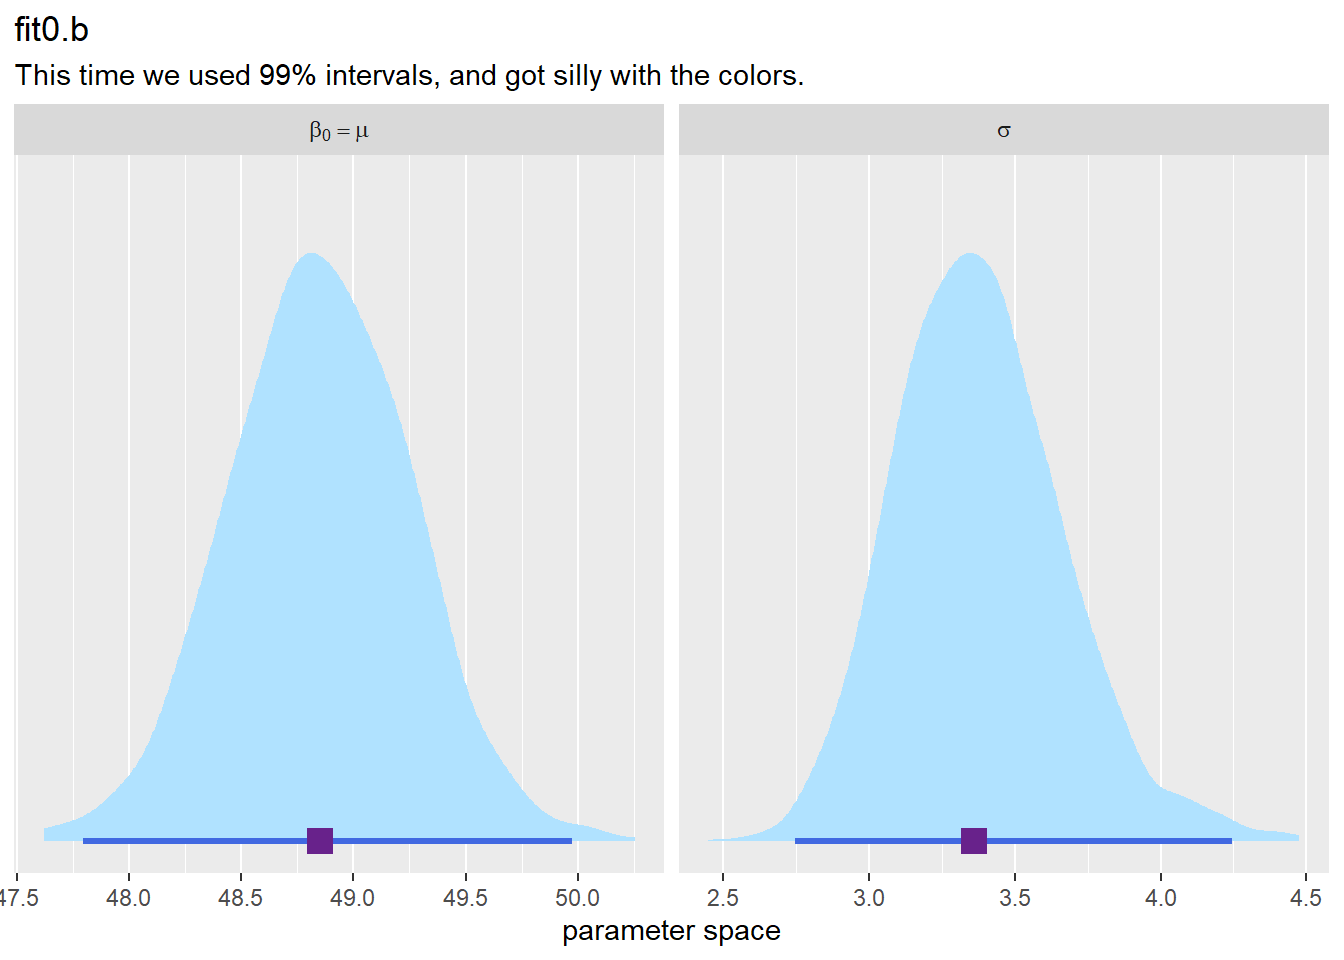 fit0.b
This time we used 99% intervals, and got silly with the colors.
β₀ = μ
σ
47.5 48.0 48.5 49.0 49.5 50.0
2.5 3.0 3.5 4.0 4.5
parameter space